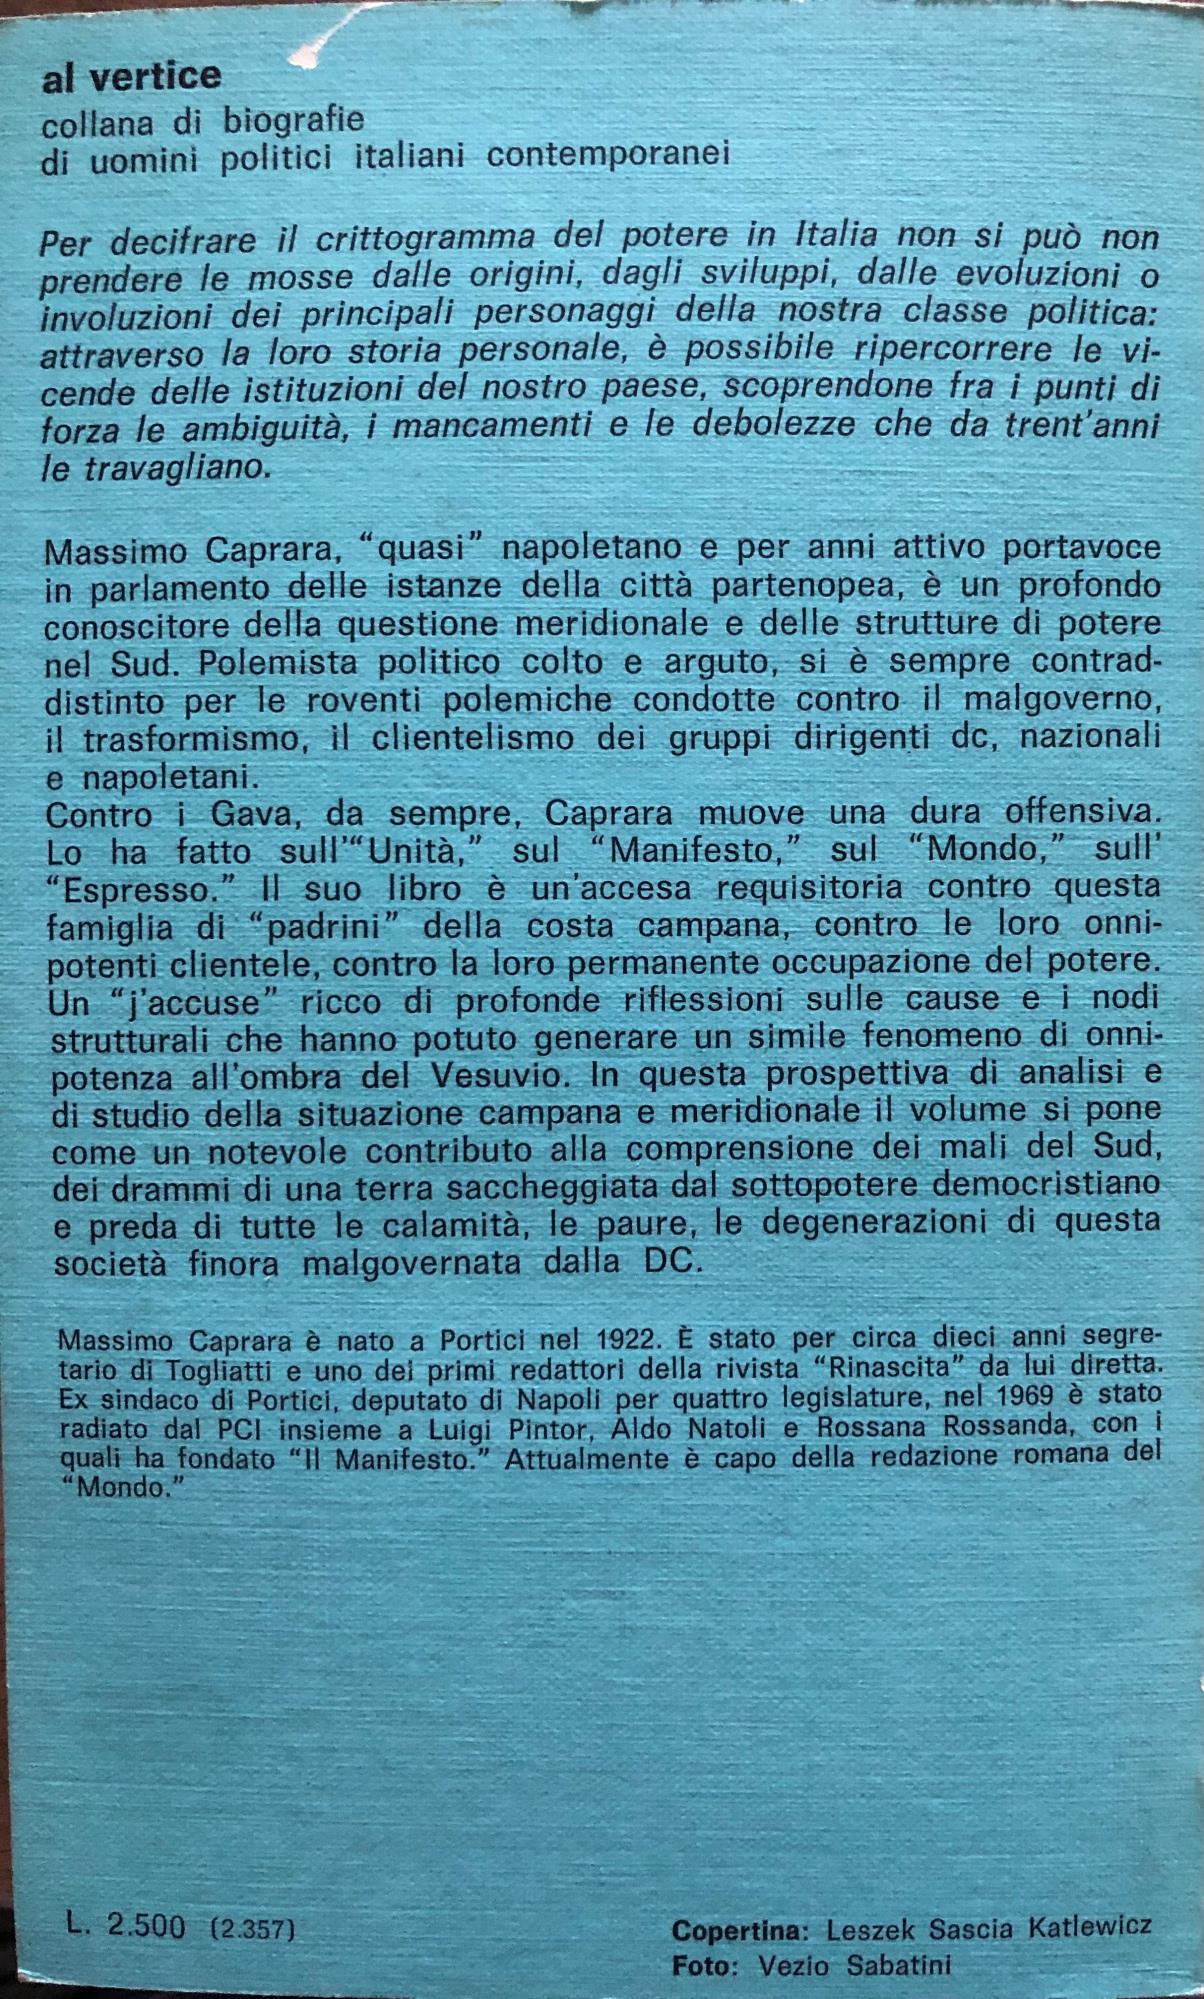 al vertice
collana di biografie
di uomini politici italiani contemporanei
Per decifrare il crittogramma del potere in Italia non si può non
prendere le mosse dalle origini, dagli sviluppi, dalle evoluzioni o
involuzioni dei principali personaggi della nostra classe politica:
attraverso la loro storia personale, è possibile ripercorrere le vi-
cende delle istituzioni del nostro paese, scoprendone fra i punti di
forza le ambiguità, i mancamenti e le debolezze che da trent'anni
le travagliano.
Massimo Caprara, “quasi” napoletano e per anni attivo portavoce
in parlamento delle istanze della città partenopea, è un profondo
conoscitore della questione meridionale e delle strutture di potere
nel Sud. Polemista politico colto e arguto, si è sempre contrad-
distinto per le roventi polemiche condotte contro il malgoverno,
il trasformismo, il clientelismo dei gruppi dirigenti dc, nazionali
e napoletani.
Contro i Gava, da sempre, Caprara muove una dura offensiva.
Lo ha fatto sull'“Unità,” sul “Manifesto,” sul “Mondo,” sull'
“Espresso.” Il suo libro è un'accesa requisitoria contro questa
famiglia di “padrini” della costa campana, contro le loro onni-
potenti clientele, contro la loro permanente occupazione del potere.
Un “j'accuse” ricco di profonde riflessioni sulle cause e i nodi
strutturali che hanno potuto generare un simile fenomeno di onni-
potenza all'ombra del Vesuvio. In questa prospettiva di analisi e
di studio della situazione campana e meridionale il volume si pone
come un notevole contributo alla comprensione dei mali del Sud,
dei drammi di una terra saccheggiata dal sottopotere democristiano
e preda di tutte le calamità, le paure, le degenerazioni di questa
società finora malgovernata dalla DC.
Massimo Caprara è nato a Portici nel 1922. È stato per circa dieci anni segre-
tario di Togliatti e uno dei primi redattori della rivista “Rinascita” da lui diretta.
Ex sindaco di Portici, deputato di Napoli per quattro legislature, nel 1969 è stato
radiato dal PCI insieme a Luigi Pintor, Aldo Natoli e Rossana Rossanda, con i
quali ha fondato “Il Manifesto.” Attualmente è capo della redazione romana del
“Mondo.”
L. 2.500 (2.357)
Copertina: Leszek Sascia Katlewicz
Foto: Vezio Sabatini